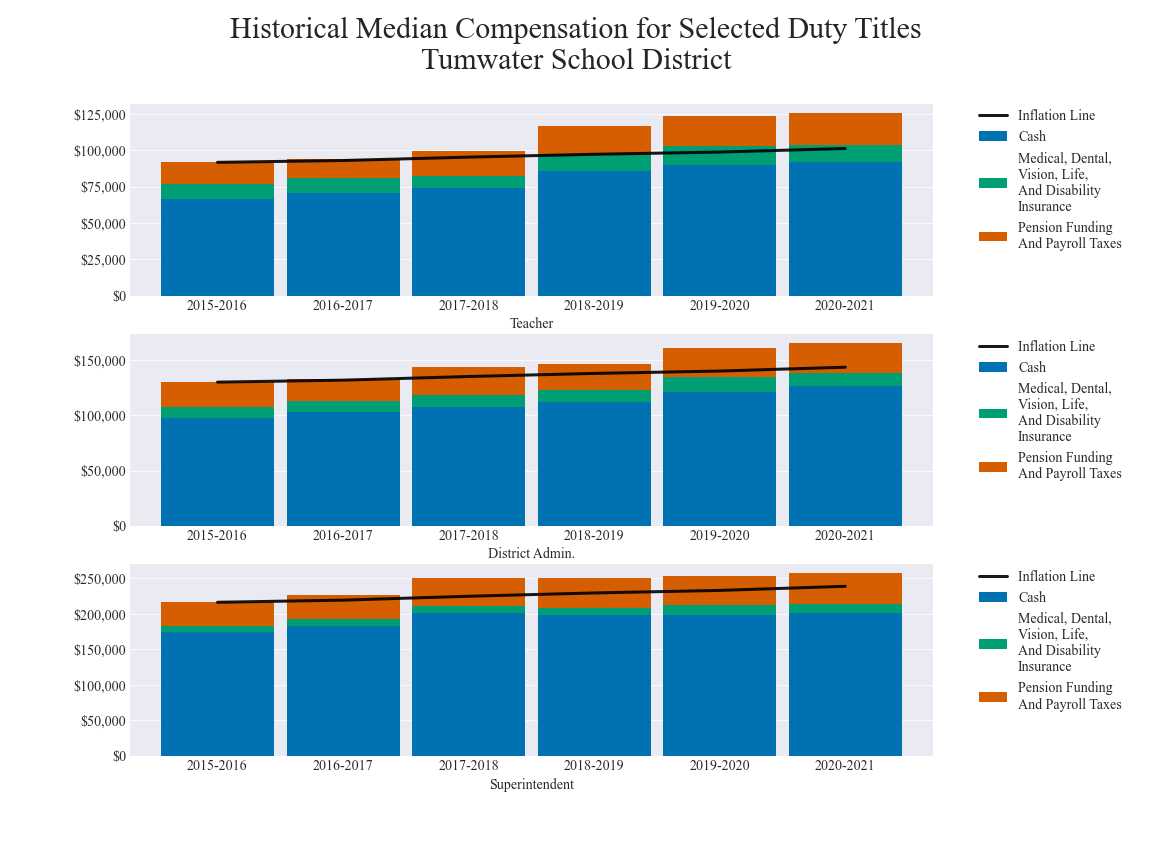 Historical Median Compensation for Selected Duty Titles
Tumwater School District
$125,000
$100,000
$75,000
$50,000
$25,000
$0
2015-2016 2016-2017 2017-2018 2018-2019 2019-2020 2020-2021
Teacher
Inflation Line
Cash
Medical, Dental,
Vision, Life,
And Disability
Insurance
Pension Funding
And Payroll Taxes
$150,000
$100,000
$50,000
$0
2015-2016 2016-2017 2017-2018 2018-2019 2019-2020 2020-2021
District Admin.
Inflation Line
Cash
Medical, Dental,
Vision, Life,
And Disability
Insurance
Pension Funding
And Payroll Taxes
$250,000
$200,000
$150,000
$100,000
$50,000
$0
2015-2016 2016-2017 2017-2018 2018-2019 2019-2020 2020-2021
Superintendent
Inflation Line
Cash
Medical, Dental,
Vision, Life,
And Disability
Insurance
Pension Funding
And Payroll Taxes